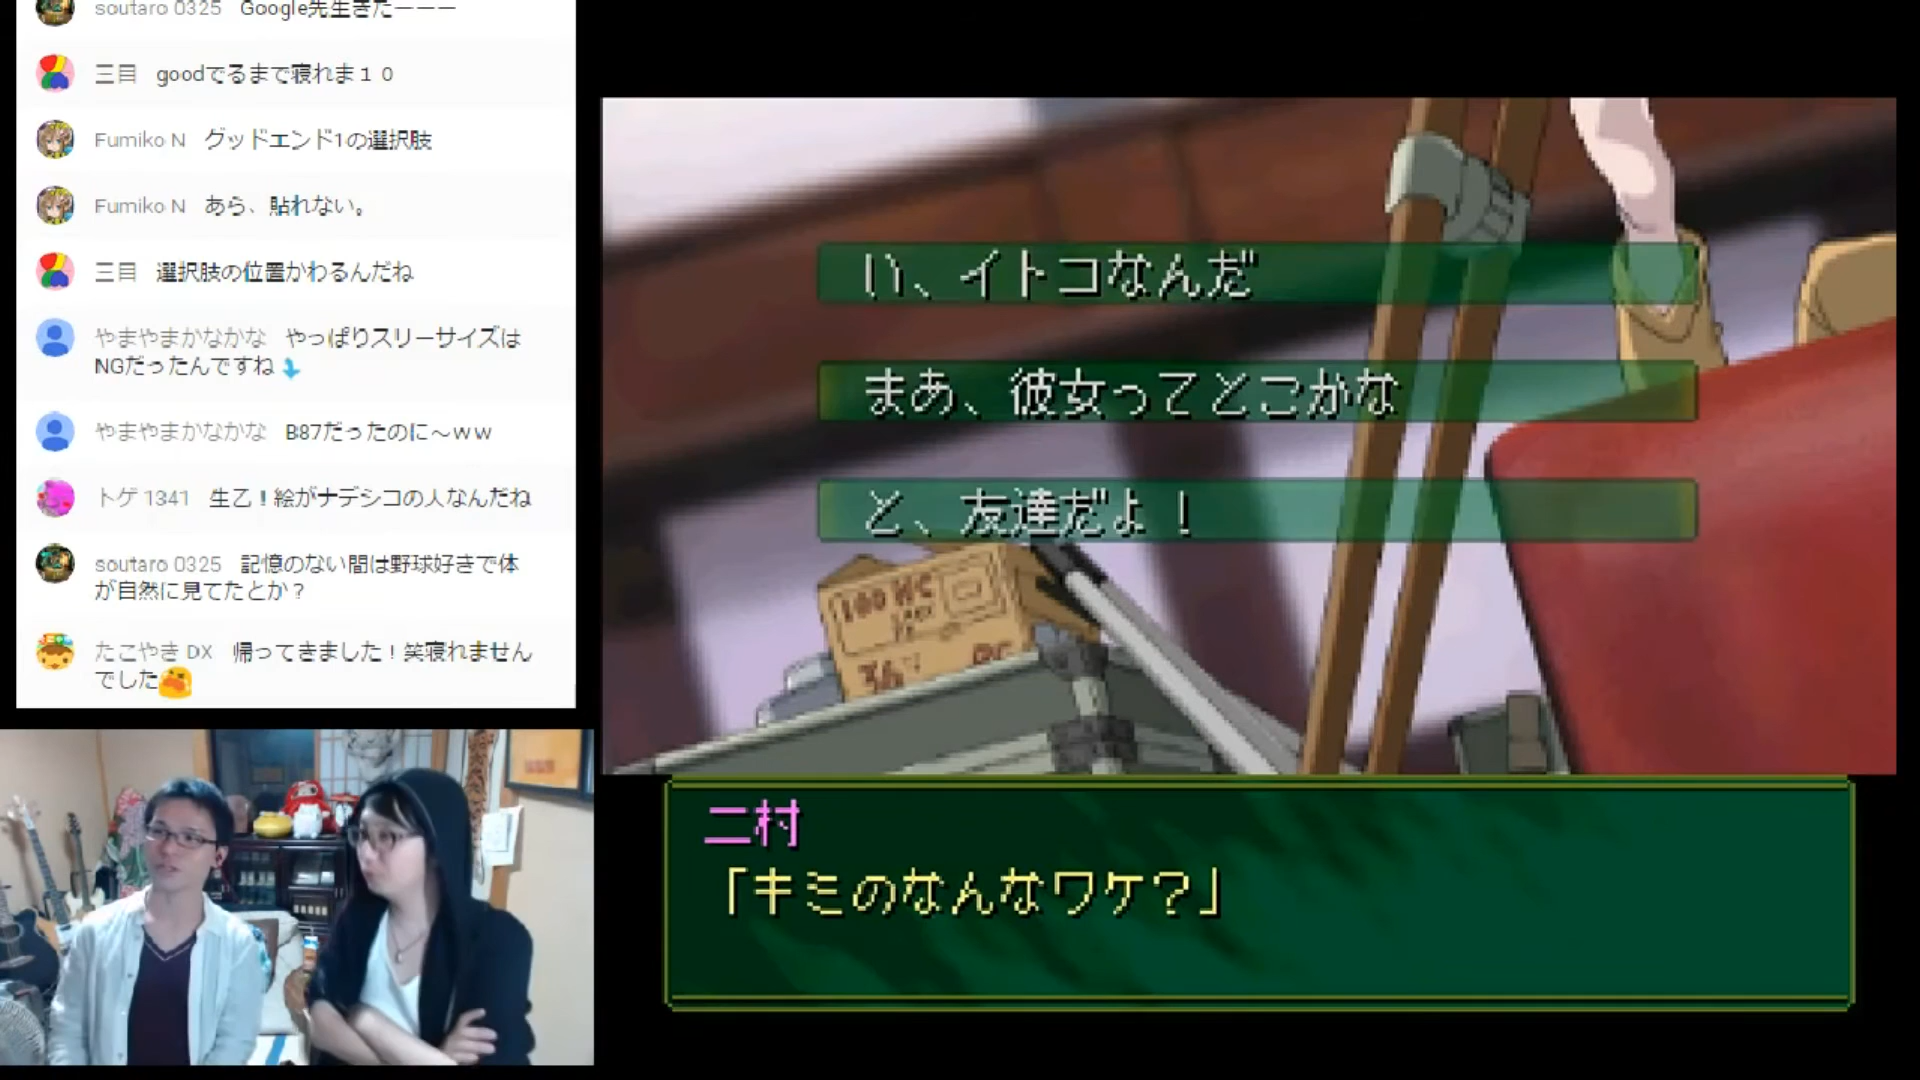 soutaro 0325 Google先生きたーーー
三目 goodでるまで寝れま１０
Fumiko N グッドエンド1の選択肢
Fumiko N あら、貼れない。
三目 選択肢の位置かわるんだね
やまやまかなかな やっぱりスリーサイズは
NGだったんですね
やまやまかなかな B87だったのに～ｗｗ
トゲ 1341 生乙！絵がナデシコの人なんだね
soutaro 0325 記憶のない間は野球好きで体
が自然に見てたとか？
たこやき DX 帰ってきました！笑寝れません
でした
い、イトコなんだ
まあ、彼女ってとこかな
と、友達だよ！
100
36
二村
「キミのなんなワケ？」